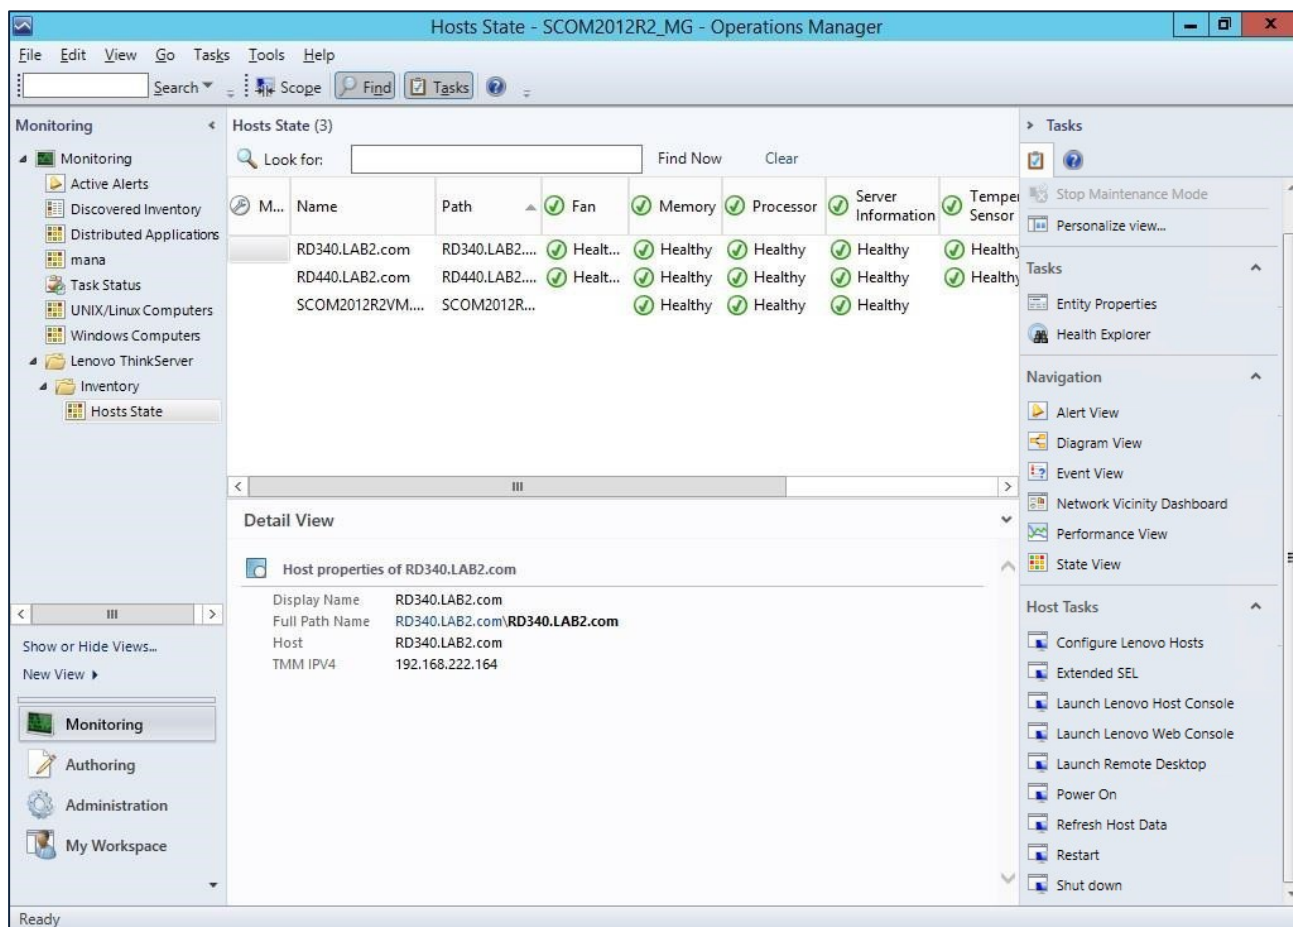 Hosts State - SCOM2012R2_MG - Operations Manager
File Edit View Go Tasks Tools Help
Search Scope Find Tasks
Monitoring
Monitoring
Active Alerts
Discovered Inventory
Distributed Applications
mana
Task Status
UNIX/Linux Computers
Windows Computers
Lenovo ThinkServer
Inventory
Hosts State
Show or Hide Views...
New View
Monitoring
Authoring
Administration
My Workspace
Hosts State (3)
Look for: Find Now Clear
M... Name Path Fan Memory Processor Server Information Temper Sensor
RD340.LAB2.com RD340.LAB2.... Healt... Healthy Healthy Healthy Healthy
RD440.LAB2.com RD440.LAB2.... Healt... Healthy Healthy Healthy Healthy
SCOM2012R2VM.... SCOM2012R... Healthy Healthy Healthy
Detail View
Host properties of RD340.LAB2.com
Display Name RD340.LAB2.com
Full Path Name RD340.LAB2.com\RD340.LAB2.com
Host RD340.LAB2.com
TMM IPV4 192.168.222.164
Tasks
Stop Maintenance Mode
Personalize view...
Tasks
Entity Properties
Health Explorer
Navigation
Alert View
Diagram View
Event View
Network Vicinity Dashboard
Performance View
State View
Host Tasks
Configure Lenovo Hosts
Extended SEL
Launch Lenovo Host Console
Launch Lenovo Web Console
Launch Remote Desktop
Power On
Refresh Host Data
Restart
Shut down
Ready